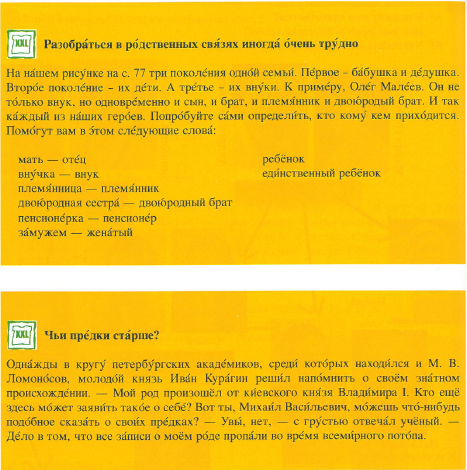 XXL
Разобра́ться в ро́дственных свя́зях иногда́ о́чень тру́дно
На на́шем рису́нке на с. 77 три поколе́ния одно́й семьи́. Пе́рвое – ба́бушка и де́душка.
Второ́е поколе́ние – их де́ти. А тре́тье – их вну́ки. К приме́ру, Оле́г Мале́ев. Он не
то́лько внук, но одновре́менно и сын, и брат, и племя́нник и двою́родный брат. И так
ка́ждый из на́ших геро́ев. Попро́буйте са́ми определи́ть, кто кому́ кем прихо́дится.
Помо́гут вам в э́том сле́дующие слова́:
мать — оте́ц
вну́чка — внук
племя́нница — племя́нник
двою́родная сестра́ — двою́родный брат
пенсионе́рка — пенсионе́р
за́мужем — жена́тый
ребёнок
еди́нственный ребёнок
XXL
Чьи пре́дки ста́рше?
Одна́жды в кругу́ петербу́ргских акаде́миков, среди́ кото́рых находи́лся и М. В.
Ломоно́сов, молодо́й князь Ива́н Кура́гин реши́л напо́мнить о своём зна́тном
происхожде́нии. — Мой род произошёл от ки́евского кня́зя Влади́мира I. Кто ещё
здесь мо́жет заяви́ть тако́е о себе́? Вот ты, Михаи́л Васи́льевич, мо́жешь что́-нибудь
подо́бное сказа́ть о свои́х пре́дках? — Увы́, нет, — с гру́стью отвеча́л учёный. —
Де́ло в том, что все за́писи о моём ро́де пропа́ли во вре́мя всеми́рного пото́па.